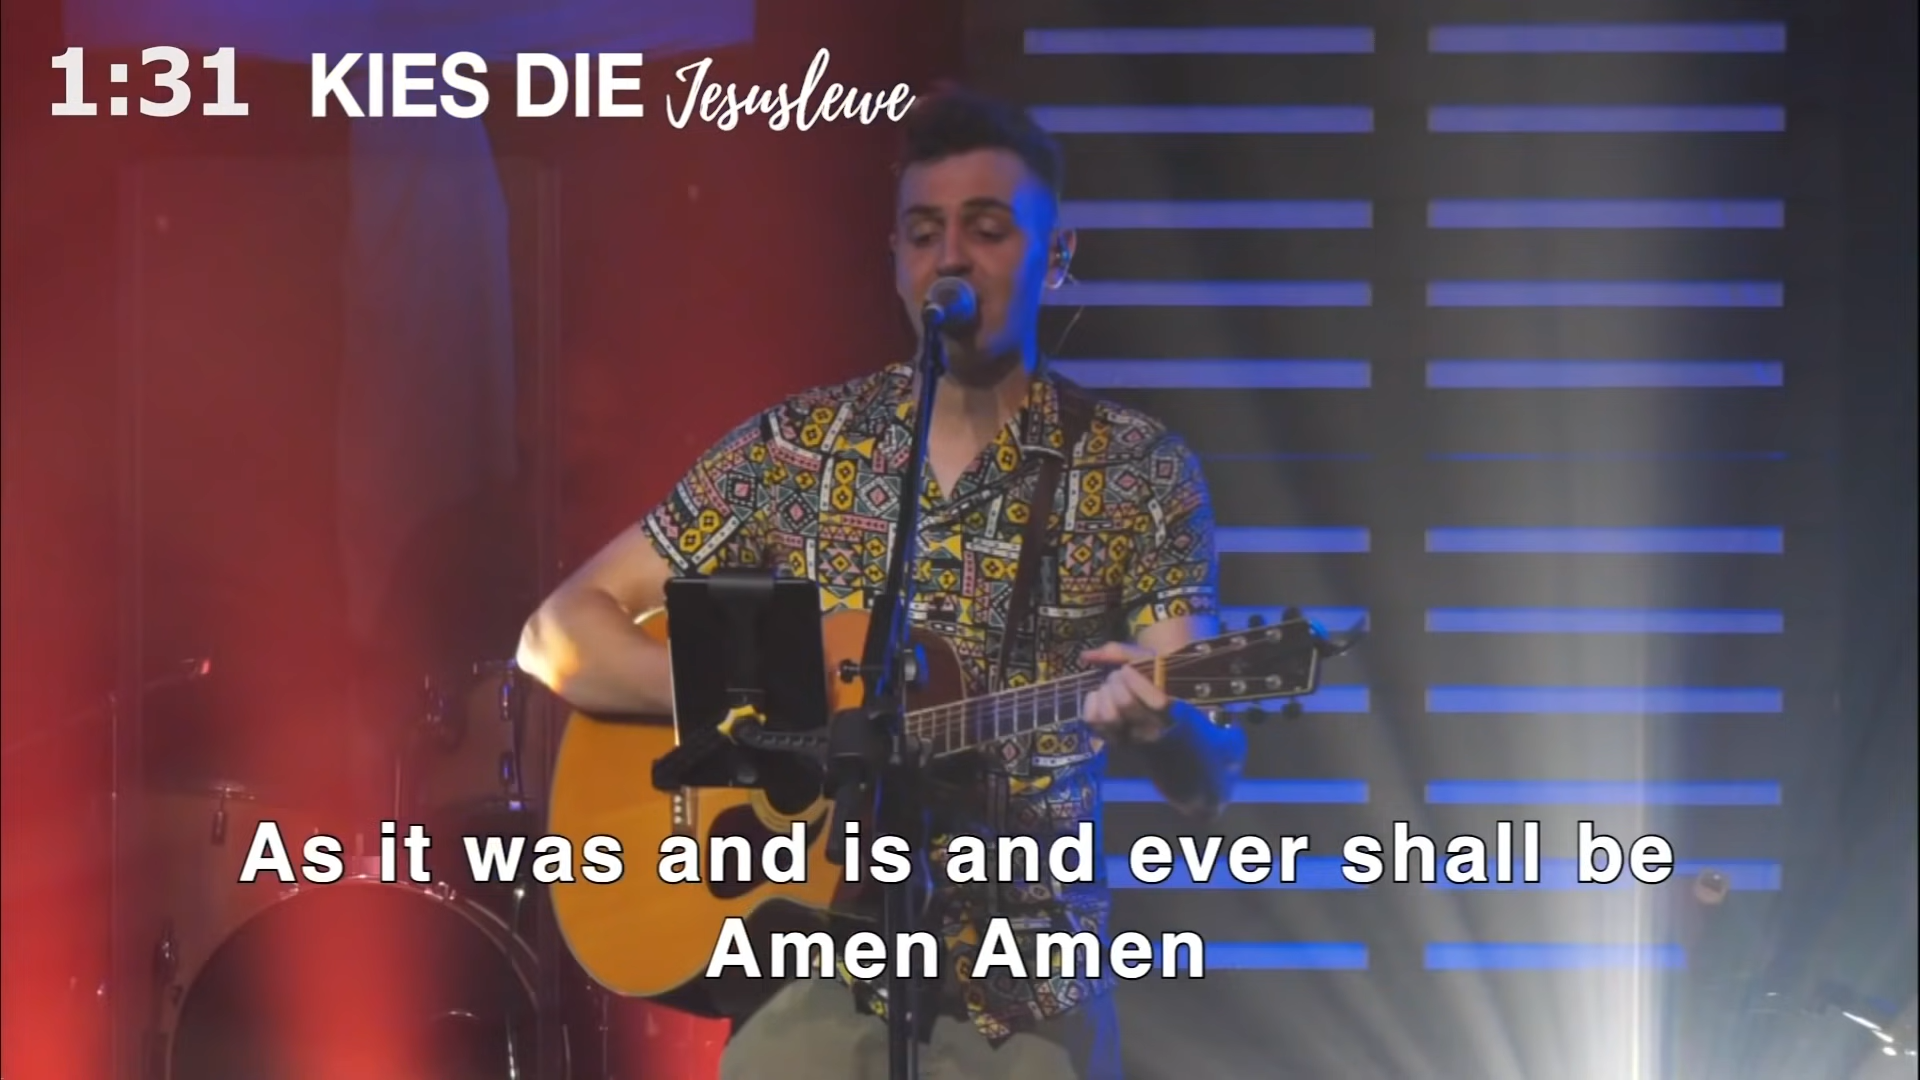 1:31 KIES DIE Jesuslewe
As it was and is and ever shall be
Amen Amen